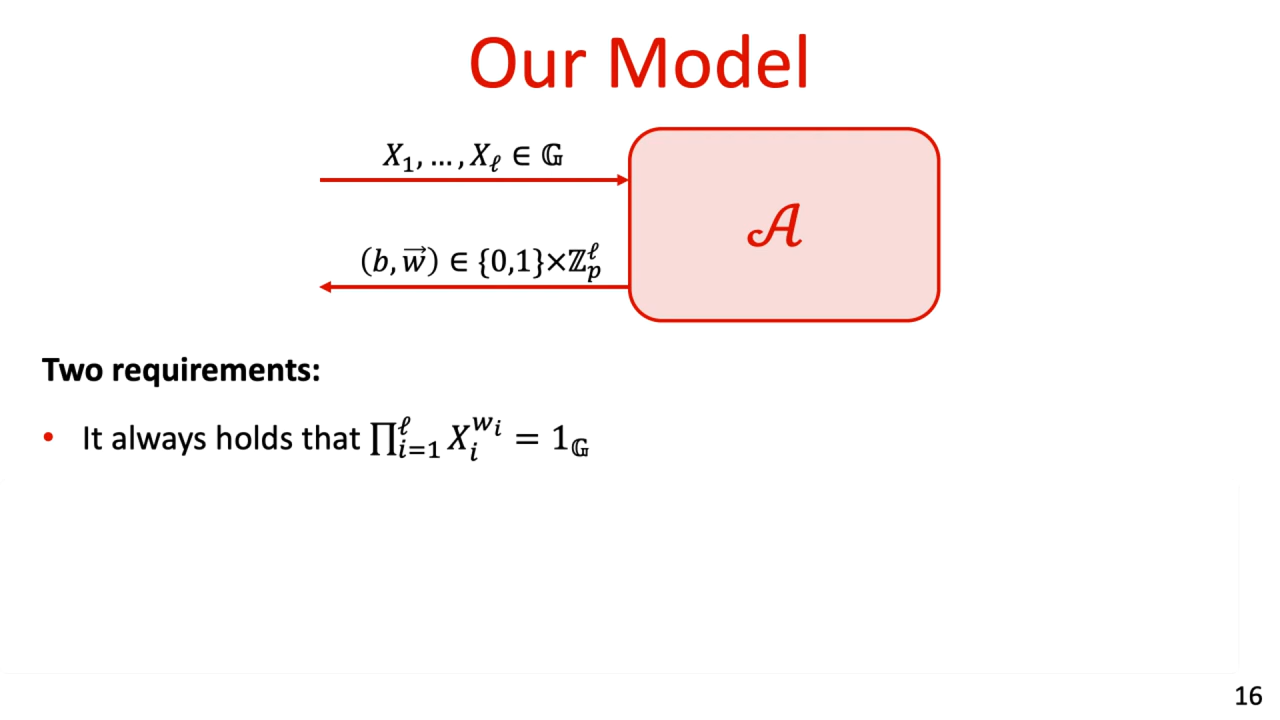 Our Model
X₁, … , X_ℓ ∈ 𝔾
𝒜
(b, w⃗) ∈ {0,1}×ℤ_p^ℓ
Two requirements:
• It always holds that ∏_{i=1}^ℓ X_i^{w_i} = 1_𝔾
16